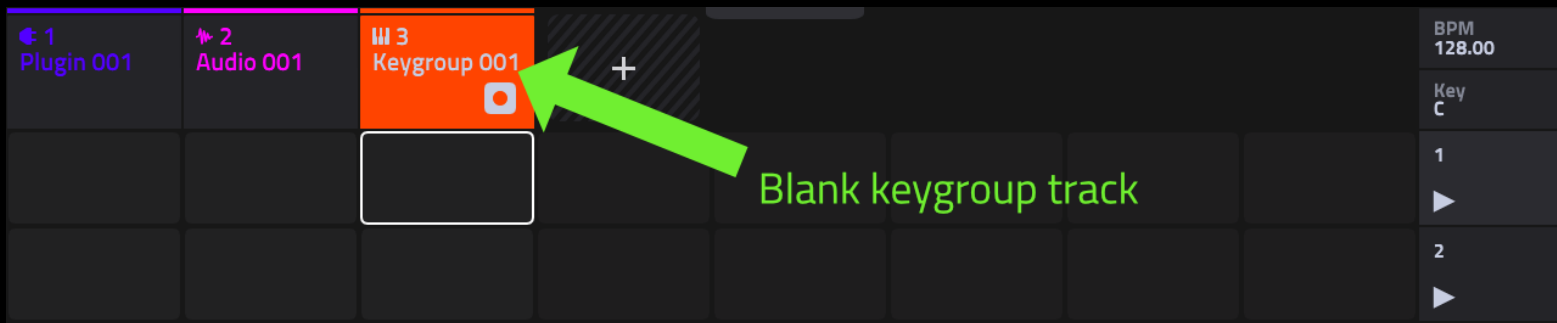 1
Plugin 001
2
Audio 001
3
Keygroup 001
+
BPM
128.00
Key
C
Blank keygroup track
1
2